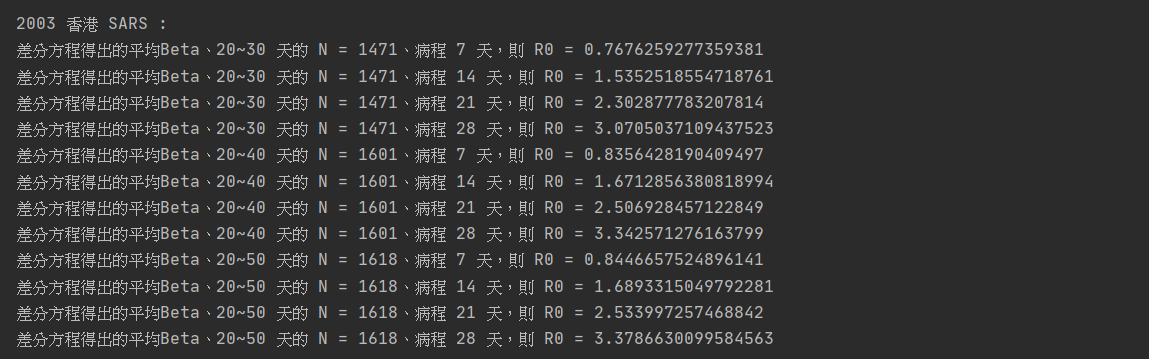 2003 香港 SARS :
差分方程得出的平均Beta、20~30 天的 N = 1471、病程 7 天，則 R0 = 0.7676259277359381
差分方程得出的平均Beta、20~30 天的 N = 1471、病程 14 天，則 R0 = 1.5352518554718761
差分方程得出的平均Beta、20~30 天的 N = 1471、病程 21 天，則 R0 = 2.302877783207814
差分方程得出的平均Beta、20~30 天的 N = 1471、病程 28 天，則 R0 = 3.0705037109437523
差分方程得出的平均Beta、20~40 天的 N = 1601、病程 7 天，則 R0 = 0.8356428190409497
差分方程得出的平均Beta、20~40 天的 N = 1601、病程 14 天，則 R0 = 1.6712856380818994
差分方程得出的平均Beta、20~40 天的 N = 1601、病程 21 天，則 R0 = 2.506928457122849
差分方程得出的平均Beta、20~40 天的 N = 1601、病程 28 天，則 R0 = 3.342571276163799
差分方程得出的平均Beta、20~50 天的 N = 1618、病程 7 天，則 R0 = 0.8446657524896141
差分方程得出的平均Beta、20~50 天的 N = 1618、病程 14 天，則 R0 = 1.6893315049792281
差分方程得出的平均Beta、20~50 天的 N = 1618、病程 21 天，則 R0 = 2.533997257468842
差分方程得出的平均Beta、20~50 天的 N = 1618、病程 28 天，則 R0 = 3.3786630099584563